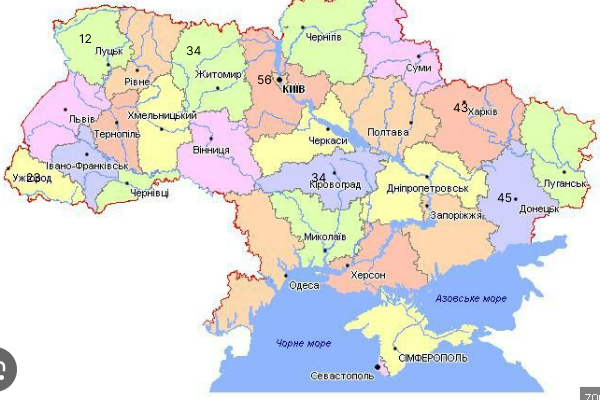 Чернігів
12
Луцьк
34
Суми
Рівне
Житомир
56
КИЇВ
Львів
Хмельницький
43
Харків
Тернопіль
Полтава
Черкаси
Вінниця
Івано-Франківськ
Ужгород
23
34
Кіровоград
Дніпропетровськ
Луганськ
Чернівці
45
Донецьк
Запоріжжя
Миколаїв
Херсон
Одеса
Азовське море
Чорне море
СІМФЕРОПОЛЬ
Севастополь